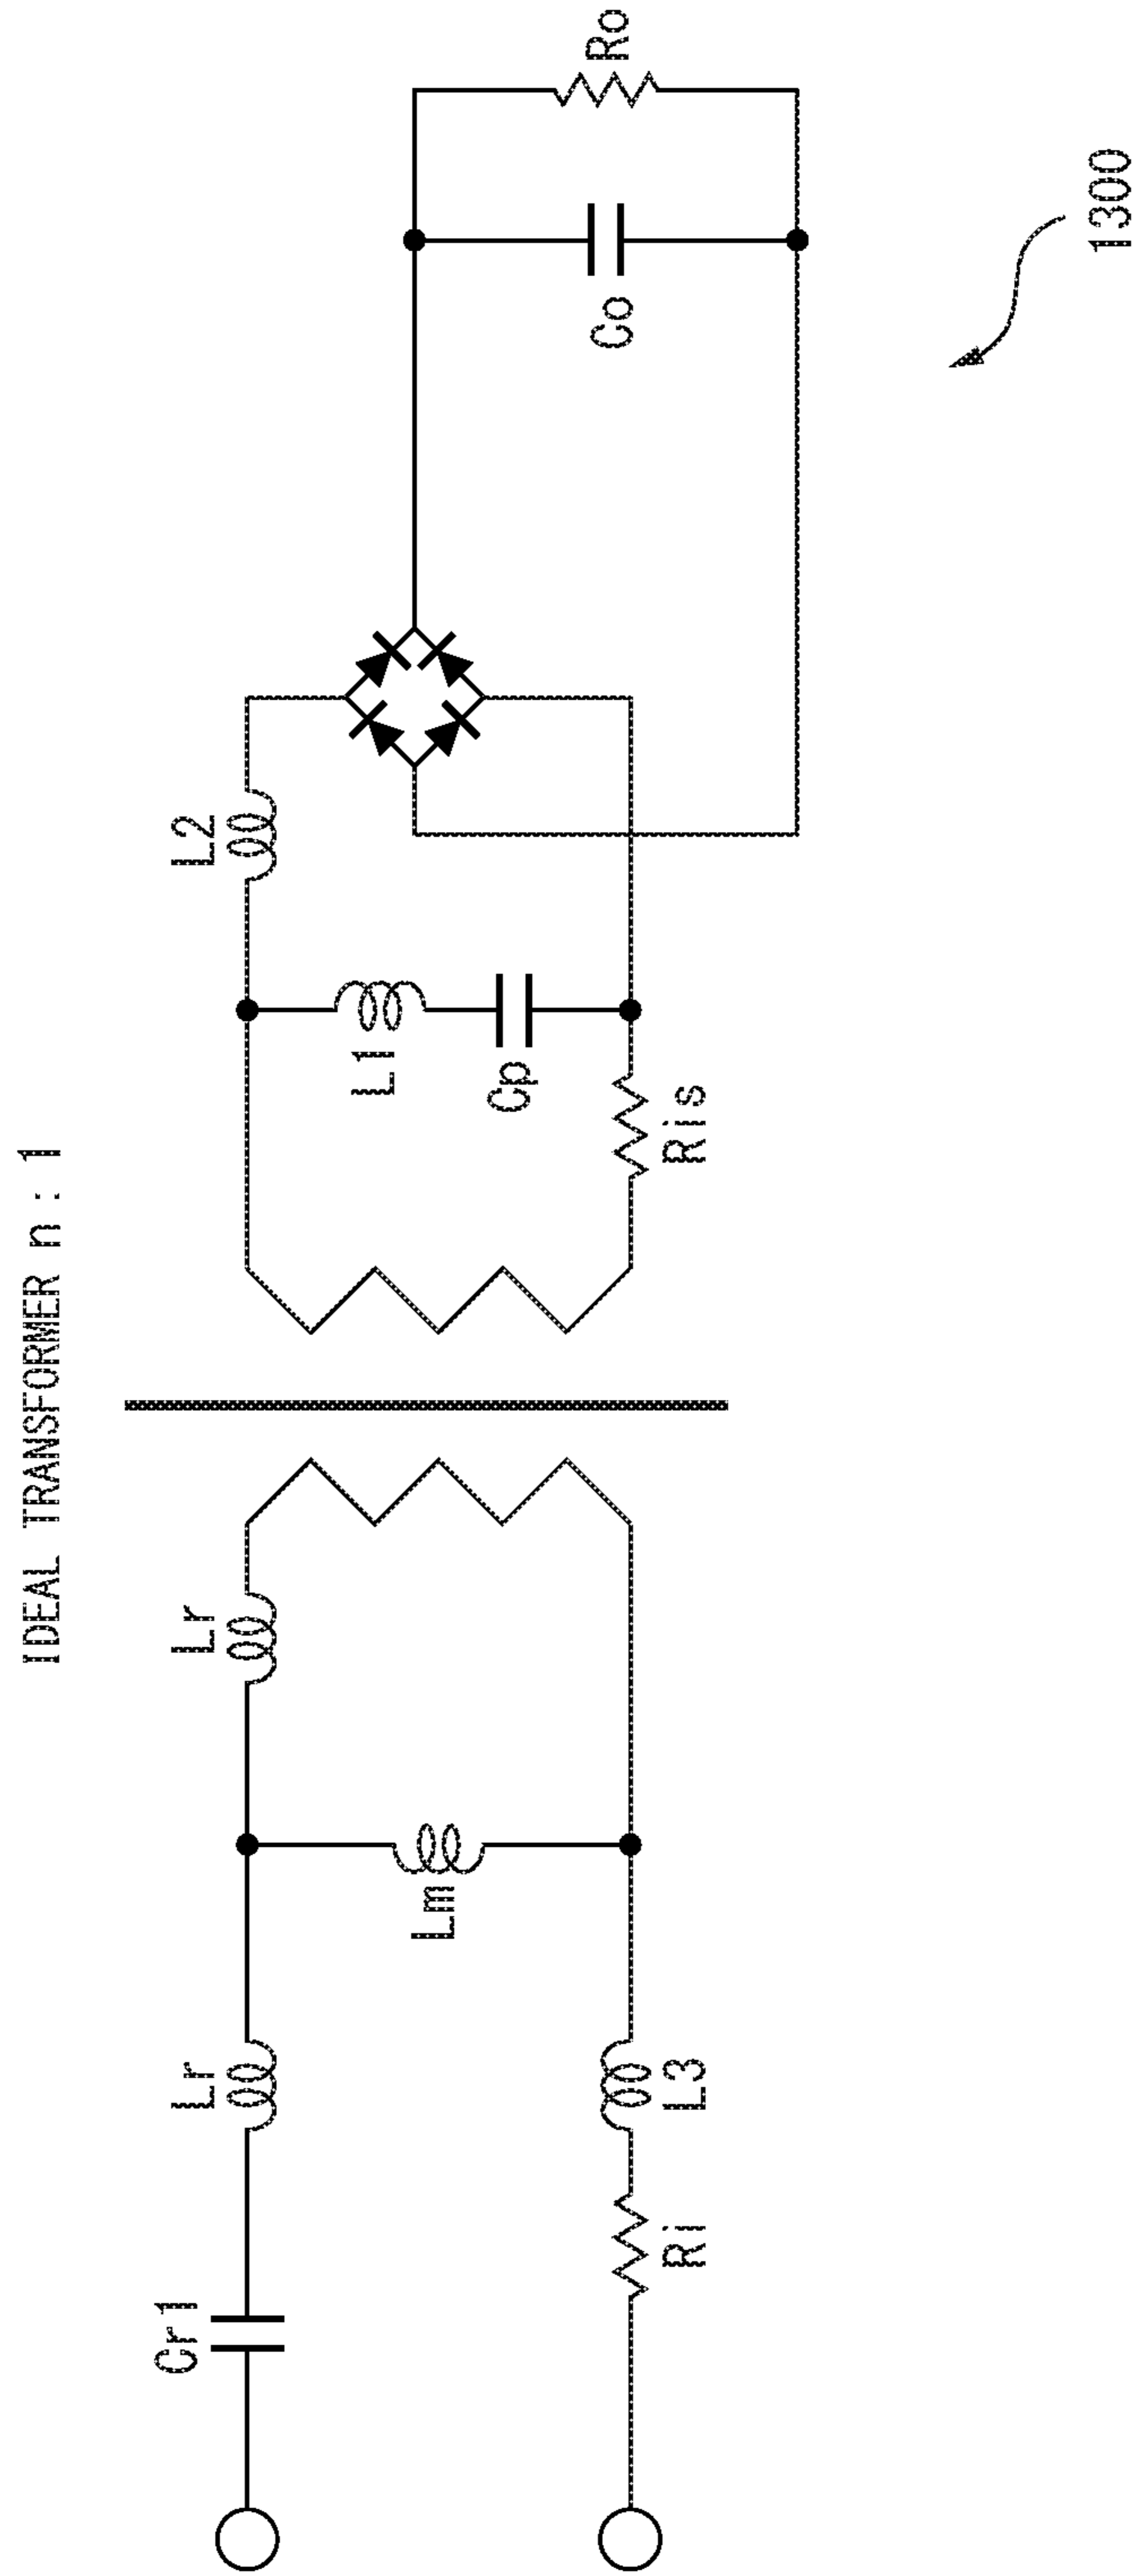 IDEAL TRANSFORMER n : 1
Cr1
Lr
Lr
L2
Lm
L1
Cp
Co
Ro
Ri
L3
Ris
1300